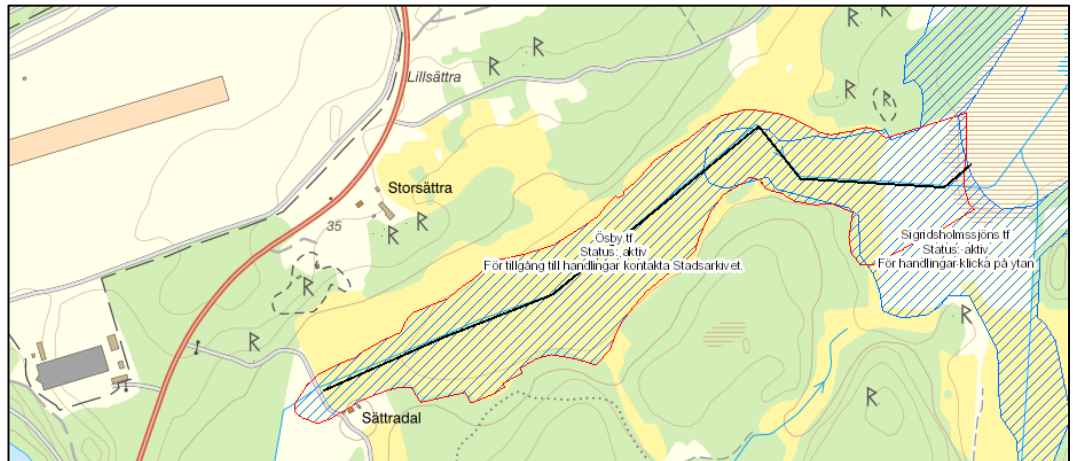 Lillsättra
Storsättra
35
Ösby tf
Status: aktiv
För tillgång till handlingar kontakta Stadsarkivet.
Sigridsholmssjöns tf
Status: aktiv
För handlingar klicka på ytan
Sättradal